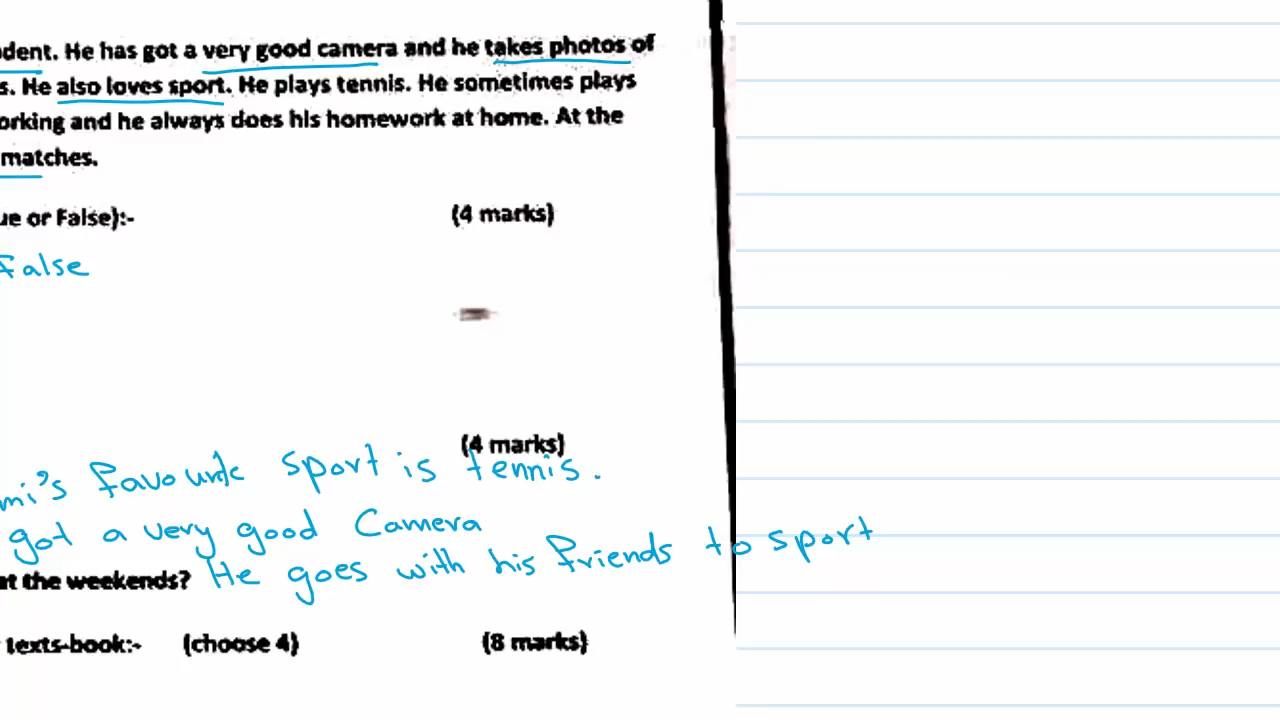 dent. He has got a very good camera and he takes photos of
s. He also loves sport. He plays tennis. He sometimes plays
orking and he always does his homework at home. At the
matches.
ue or False):- (4 marks)
false
(4 marks)
mi's favourite sport is tennis.
got a very good Camera
at the weekends? He goes with his friends to sport
texts-book:- (choose 4) (8 marks)